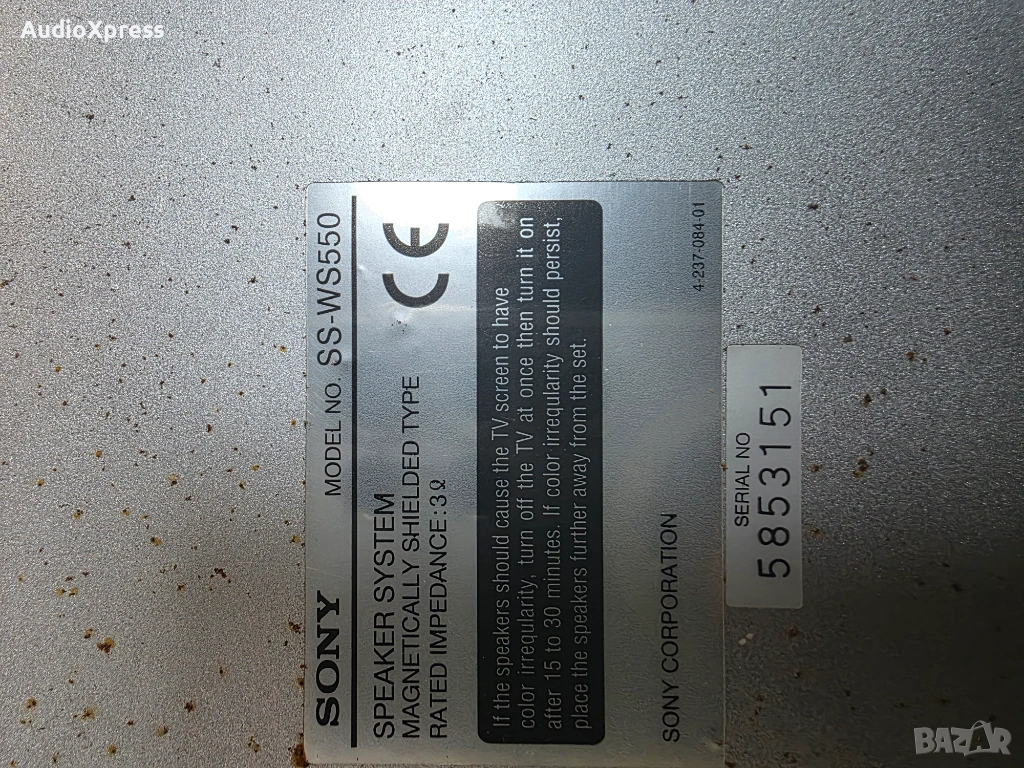 AudioXpress
SONY
MODEL NO. SS-WS550
SPEAKER SYSTEM
MAGNETICALLY SHIELDED TYPE
RATED IMPEDANCE:3Ω
CE
If the speakers should cause the TV screen to have
color irregularity, turn off the TV at once then turn it on
after 15 to 30 minutes. If color irregularity should persist,
place the speakers further away from the set.
SONY CORPORATION
4-237-084-01
SERIAL NO
5853151
BAZAR